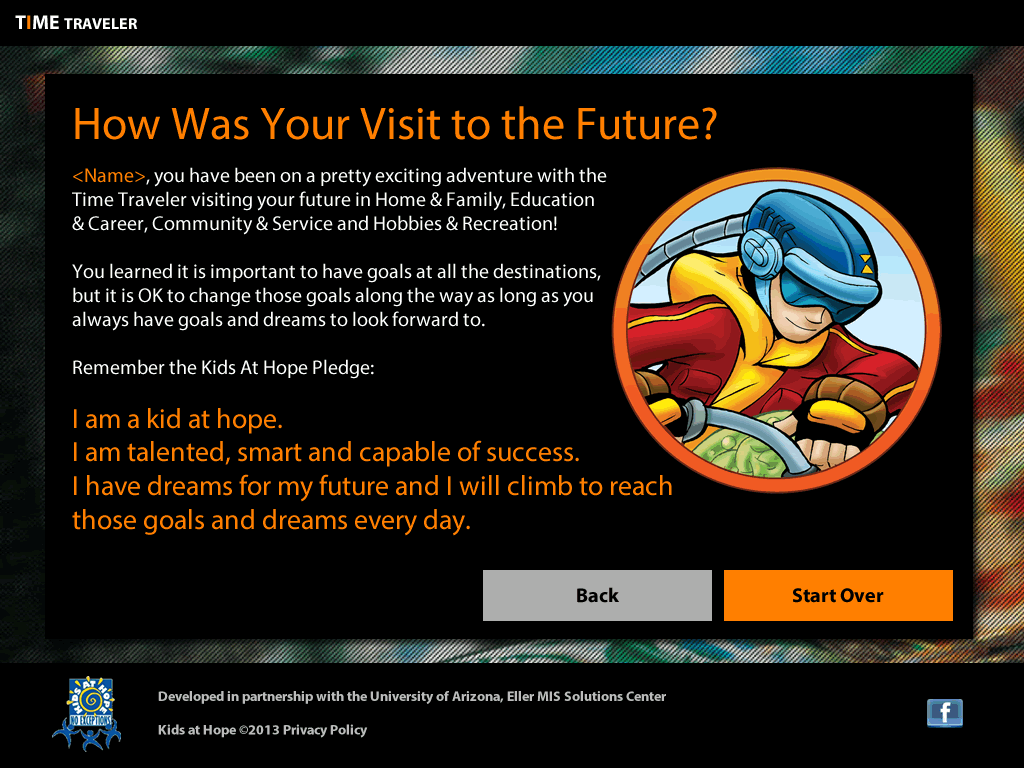 TIME TRAVELER
How Was Your Visit to the Future?
<Name>, you have been on a pretty exciting adventure with the
Time Traveler visiting your future in Home & Family, Education
& Career, Community & Service and Hobbies & Recreation!
You learned it is important to have goals at all the destinations,
but it is OK to change those goals along the way as long as you
always have goals and dreams to look forward to.
Remember the Kids At Hope Pledge:
I am a kid at hope.
I am talented, smart and capable of success.
I have dreams for my future and I will climb to reach
those goals and dreams every day.
Back
Start Over
KIDS AT HOPE
NO EXCEPTIONS
Developed in partnership with the University of Arizona, Eller MIS Solutions Center
Kids at Hope ©2013 Privacy Policy
f